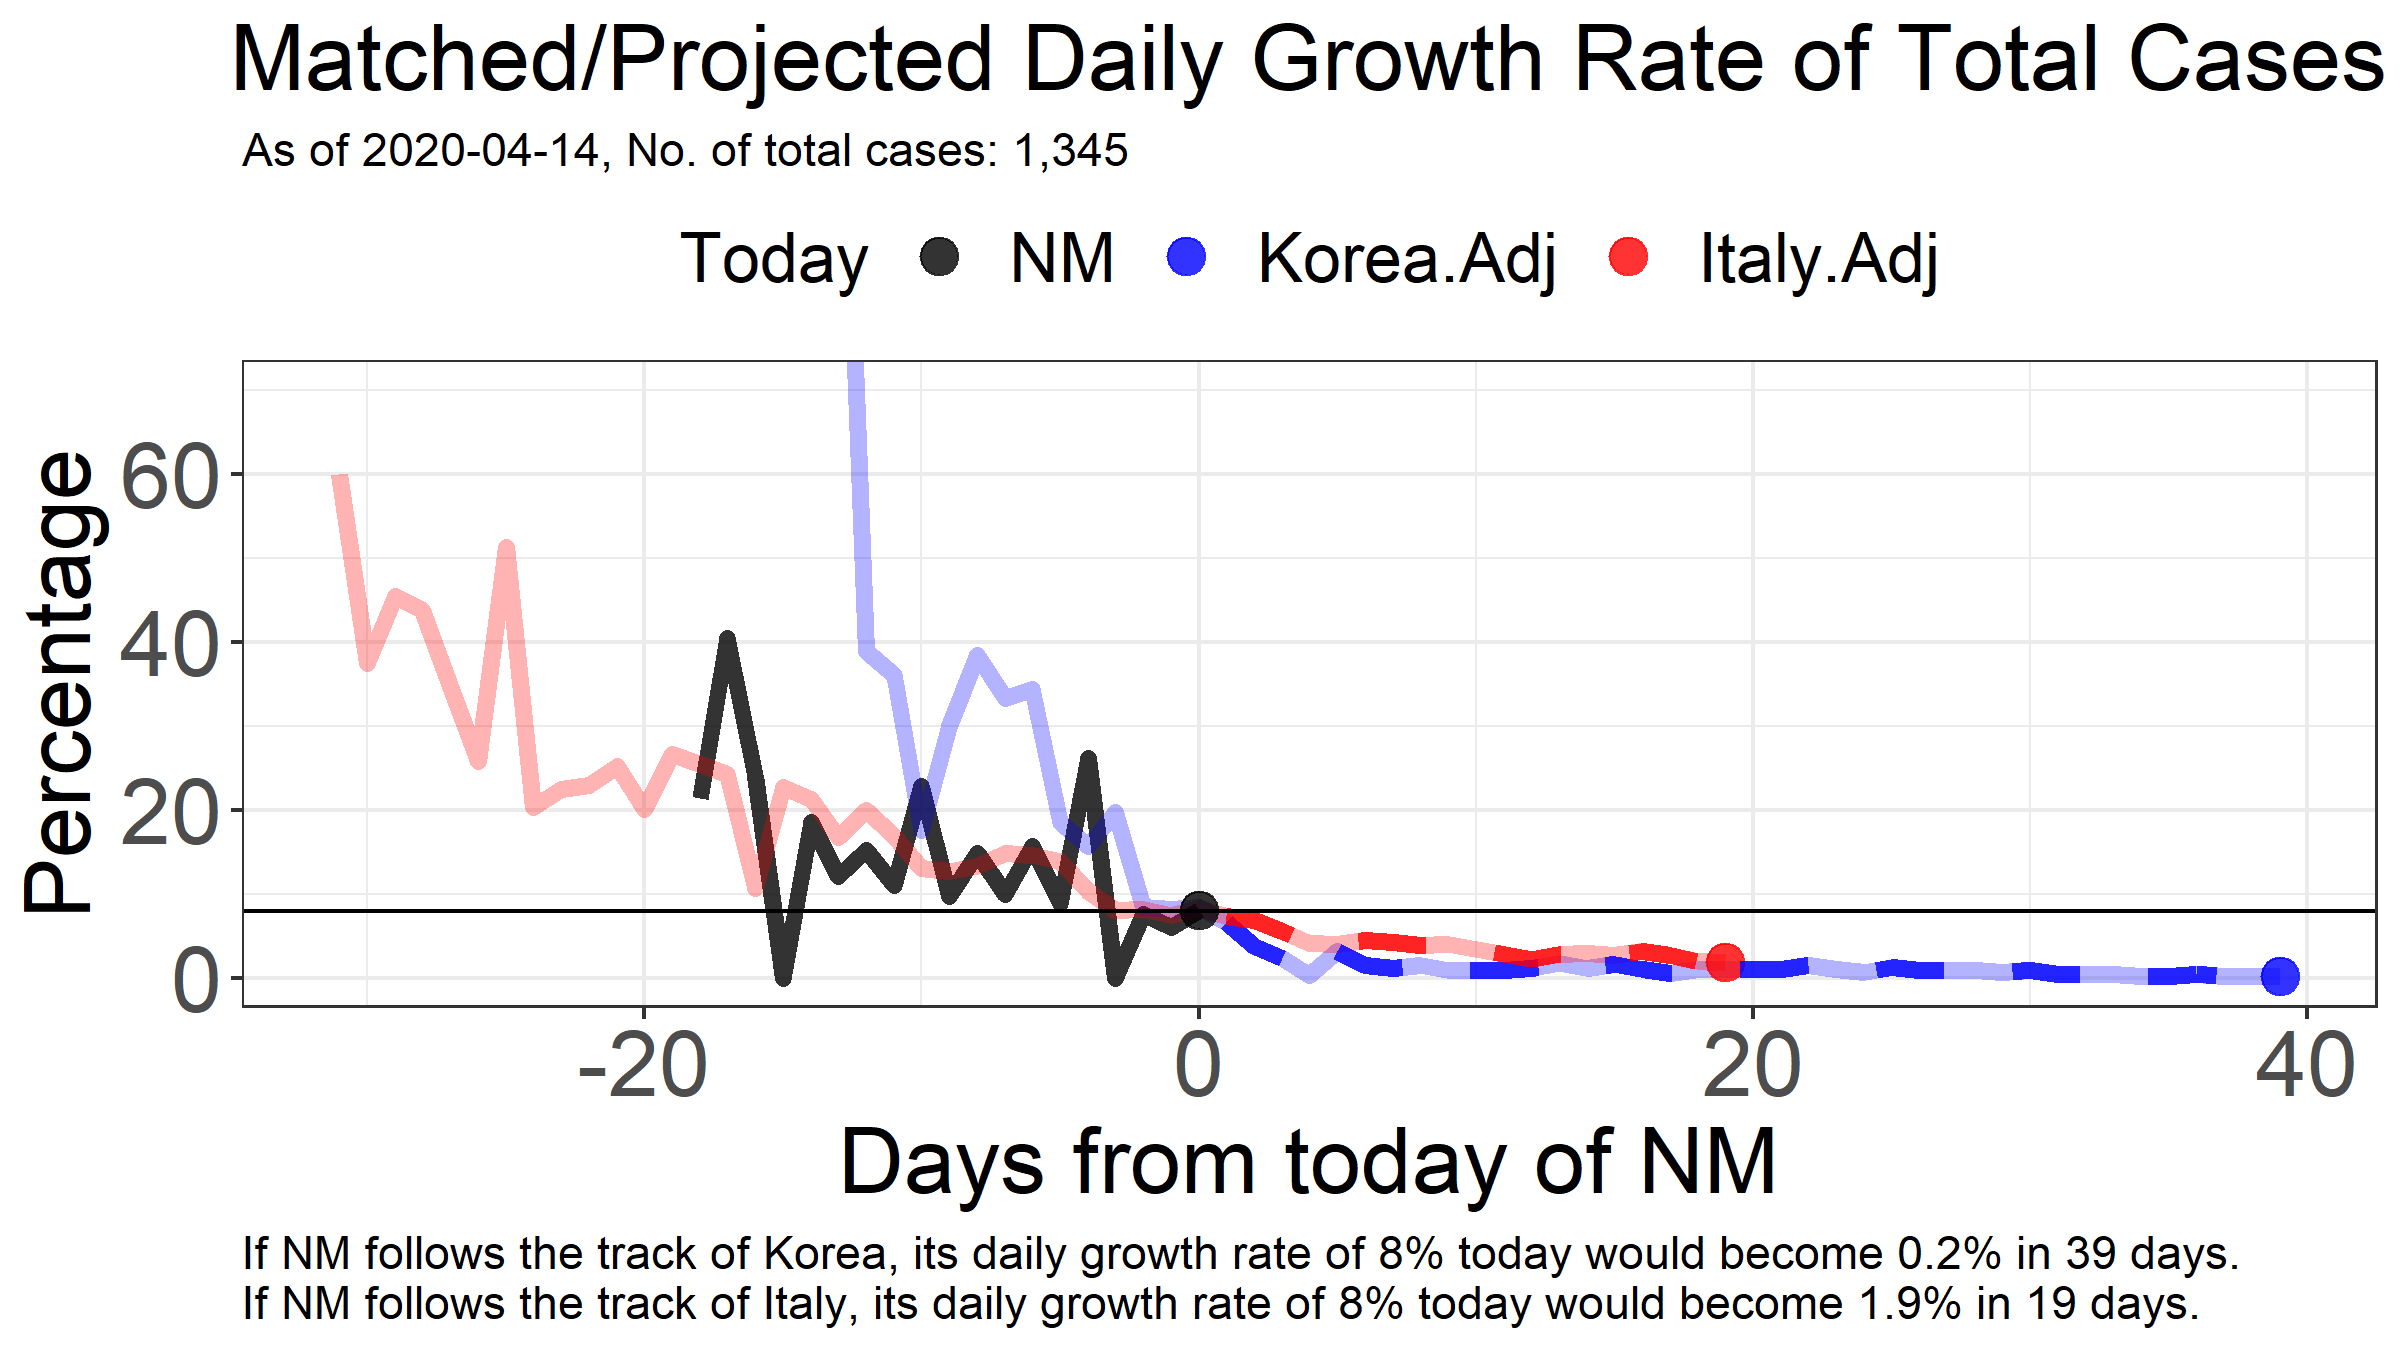 Matched/Projected Daily Growth Rate of Total Cases
As of 2020-04-14, No. of total cases: 1,345
Today NM Korea.Adj Italy.Adj
Percentage
60
40
20
0
-20 0 20 40
Days from today of NM
If NM follows the track of Korea, its daily growth rate of 8% today would become 0.2% in 39 days.
If NM follows the track of Italy, its daily growth rate of 8% today would become 1.9% in 19 days.